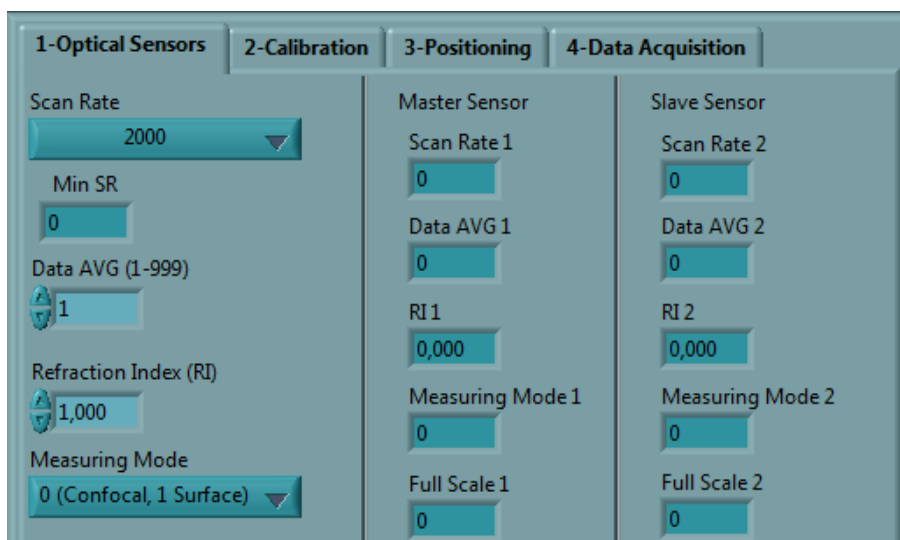 1-Optical Sensors
2-Calibration
3-Positioning
4-Data Acquisition
Scan Rate
2000
Min SR
0
Data AVG (1-999)
1
Refraction Index (RI)
1,000
Measuring Mode
0 (Confocal, 1 Surface)
Master Sensor
Scan Rate 1
0
Data AVG 1
0
RI 1
0,000
Measuring Mode 1
0
Full Scale 1
0
Slave Sensor
Scan Rate 2
0
Data AVG 2
0
RI 2
0,000
Measuring Mode 2
0
Full Scale 2
0